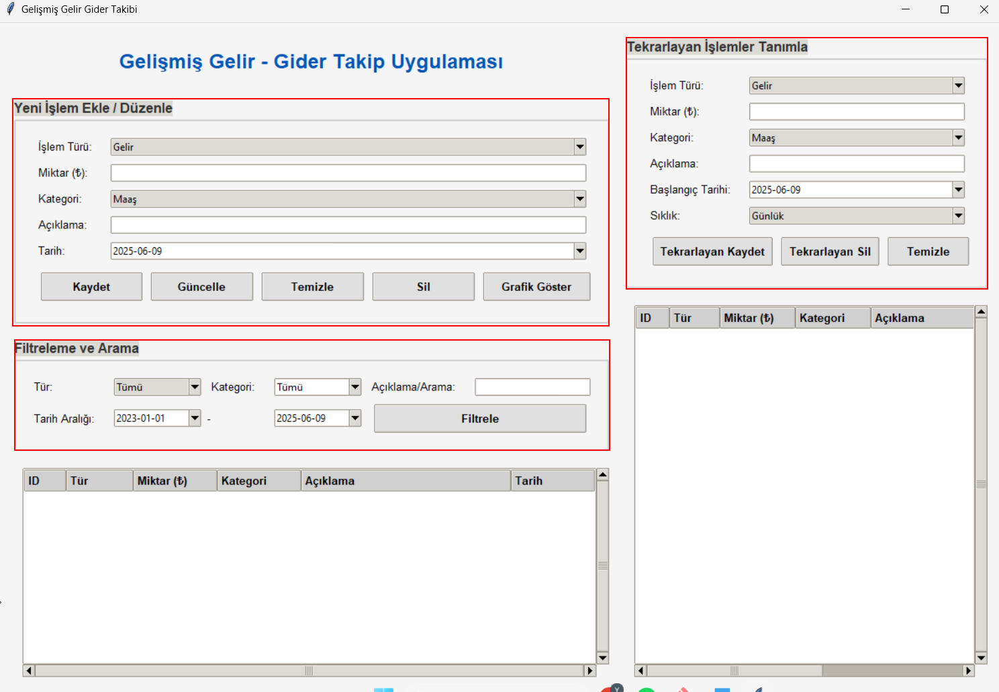 Gelişmiş Gelir Gider Takibi
Gelişmiş Gelir - Gider Takip Uygulaması
Yeni İşlem Ekle / Düzenle
İşlem Türü: Gelir
Miktar (₺):
Kategori: Maaş
Açıklama:
Tarih: 2025-06-09
Kaydet Güncelle Temizle Sil Grafik Göster
Filtreleme ve Arama
Tür: Tümü Kategori: Tümü Açıklama/Arama:
Tarih Aralığı: 2023-01-01 - 2025-06-09 Filtrele
ID Tür Miktar (₺) Kategori Açıklama Tarih
Tekrarlayan İşlemler Tanımla
İşlem Türü: Gelir
Miktar (₺):
Kategori: Maaş
Açıklama:
Başlangıç Tarihi: 2025-06-09
Sıklık: Günlük
Tekrarlayan Kaydet Tekrarlayan Sil Temizle
ID Tür Miktar (₺) Kategori Açıklama